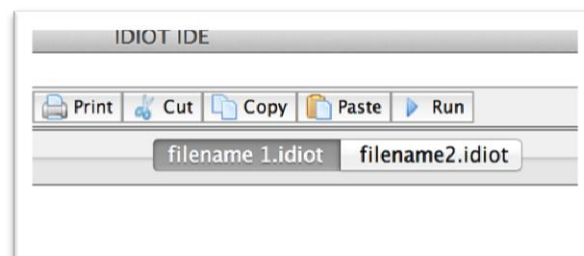 IDIOT IDE
Print Cut Copy Paste Run
filename 1.idiot filename2.idiot